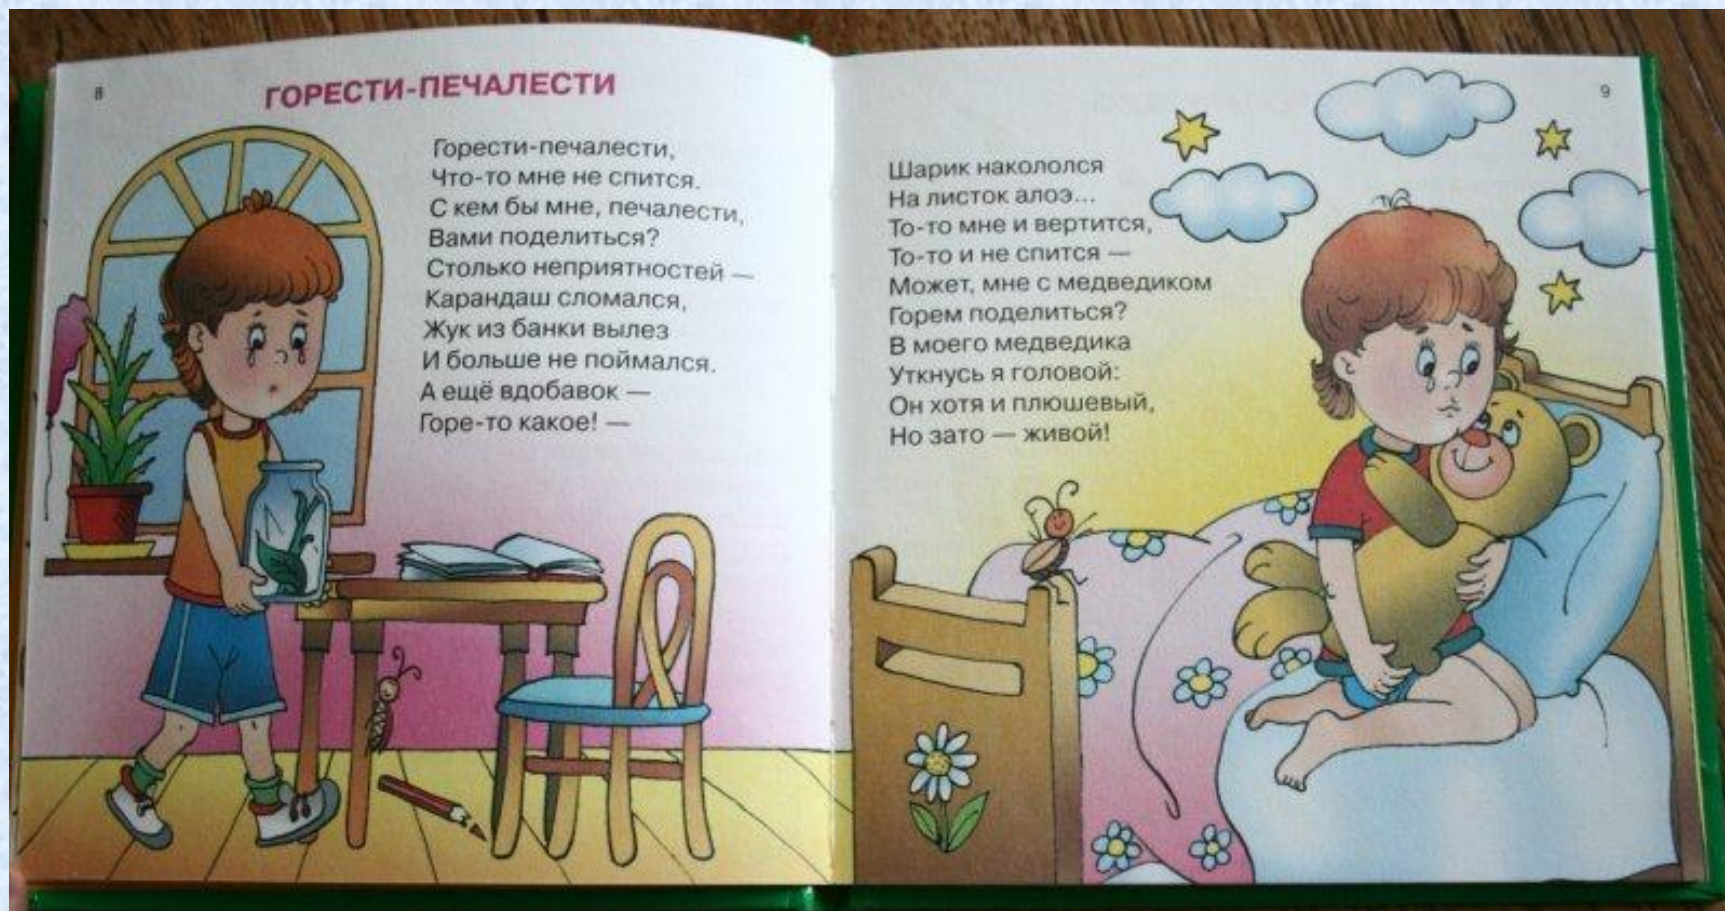 8
ГОРЕСТИ-ПЕЧАЛЕСТИ
Горести-печалести,
Что-то мне не спится.
С кем бы мне, печалести,
Вами поделиться?
Столько неприятностей —
Карандаш сломался,
Жук из банки вылез
И больше не поймался.
А ещё вдобавок —
Горе-то какое! —
9
Шарик накололся
На листок алоэ...
То-то мне и вертится,
То-то и не спится —
Может, мне с медведиком
Горем поделиться?
В моего медведика
Уткнусь я головой:
Он хотя и плюшевый,
Но зато — живой!